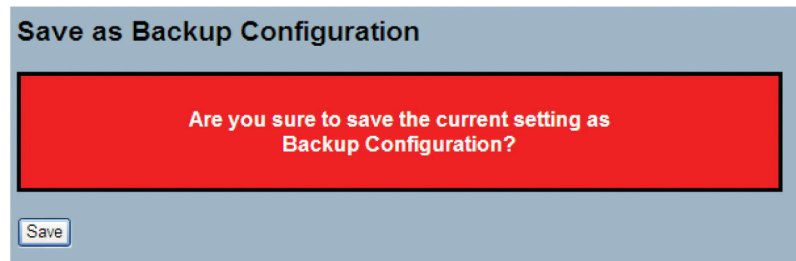 Save as Backup Configuration
Are you sure to save the current setting as
Backup Configuration?
Save